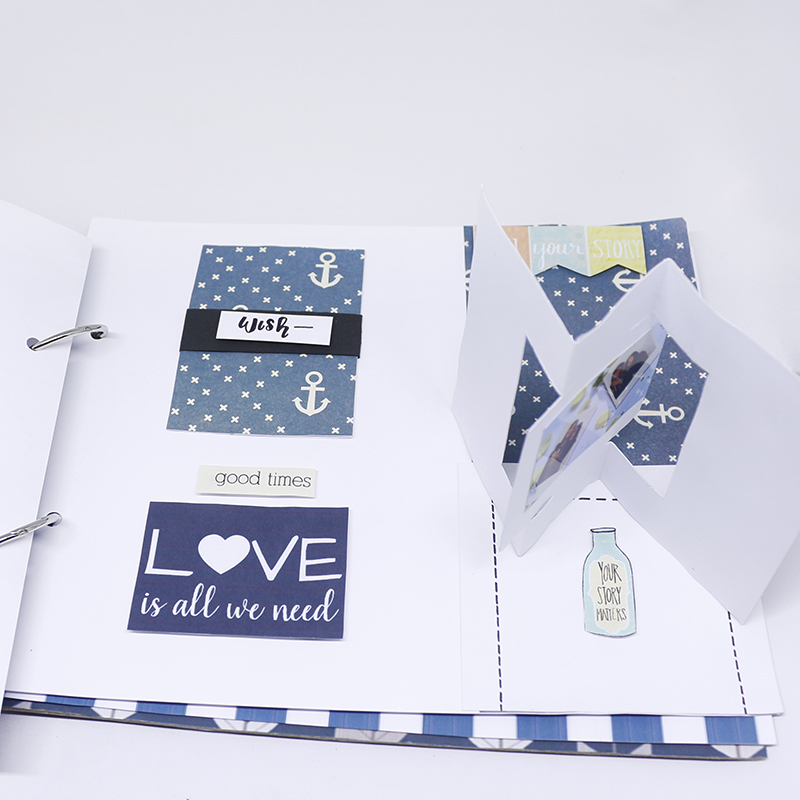 wish—
good times
LOVE
is all we need
your STORY
YOUR
STORY
MATTERS